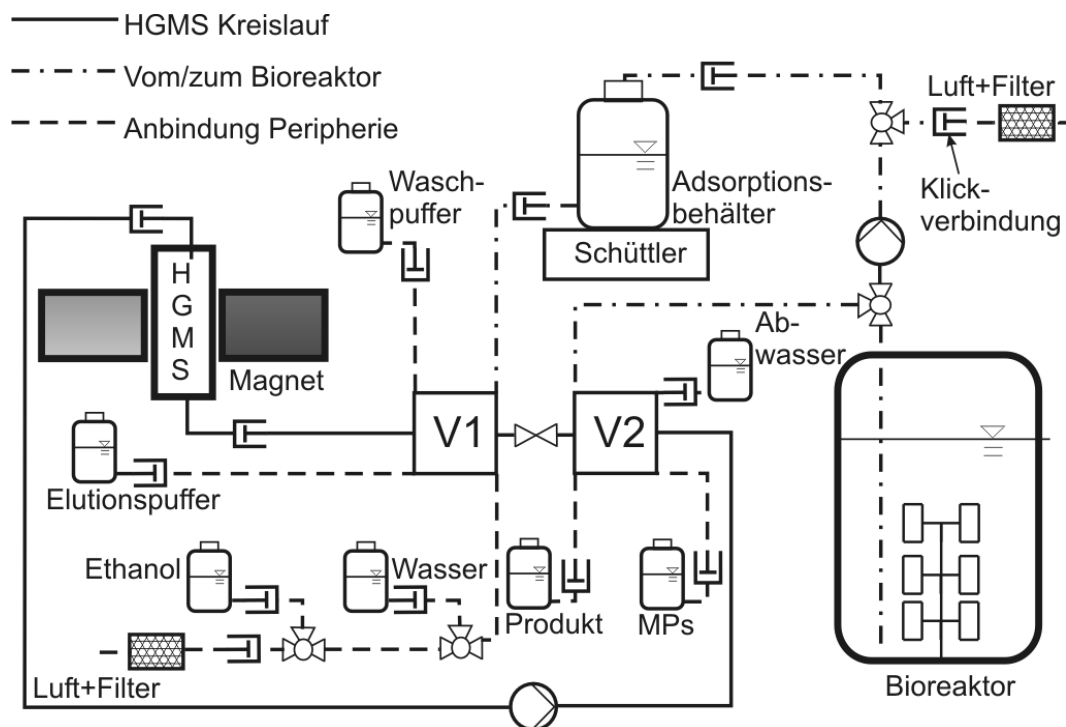 HGMS Kreislauf
Vom/zum Bioreaktor
Anbindung Peripherie
Luft+Filter
Klick-
verbindung
Wasch-
puffer
Adsorptions-
behälter
Schüttler
H
G
M
S
Magnet
Ab-
wasser
V1
V2
Elutionspuffer
Ethanol
Wasser
Produkt
MPs
Luft+Filter
Bioreaktor